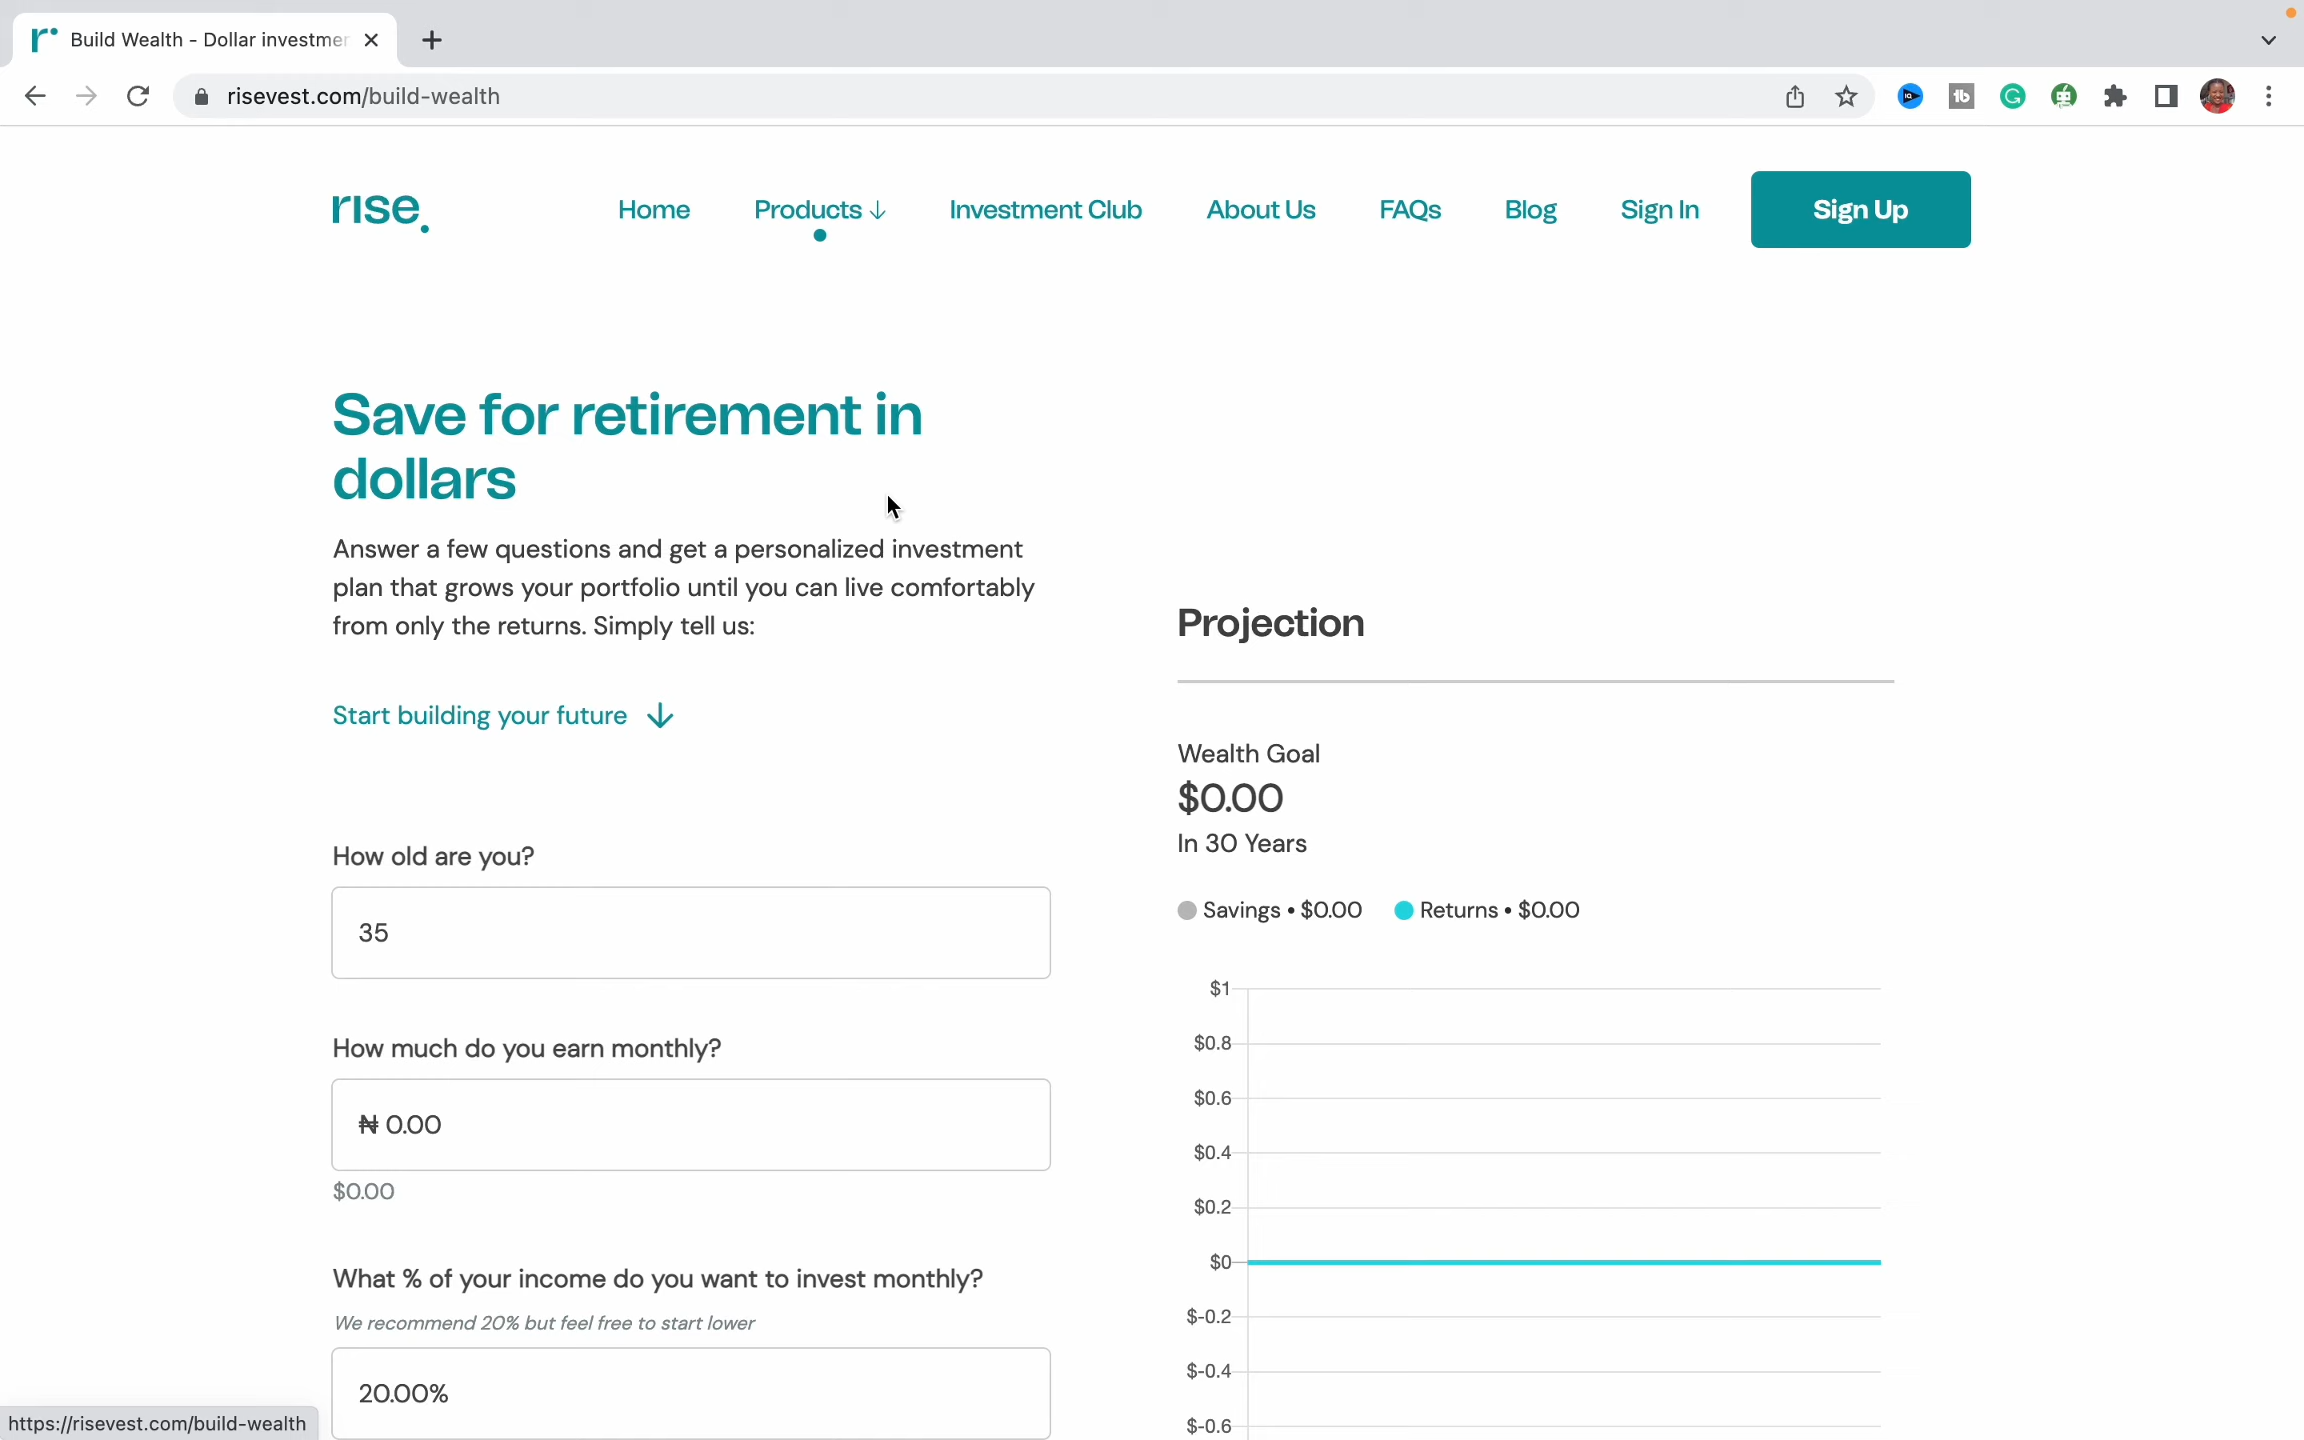 Build Wealth - Dollar investmer
risevest.com/build-wealth
rise.
Home
Products ↓
Investment Club
About Us
FAQs
Blog
Sign In
Sign Up
Save for retirement in
dollars
Answer a few questions and get a personalized investment
plan that grows your portfolio until you can live comfortably
from only the returns. Simply tell us:
Start building your future ↓
How old are you?
35
How much do you earn monthly?
₦ 0.00
$0.00
What % of your income do you want to invest monthly?
We recommend 20% but feel free to start lower
20.00%
Projection
Wealth Goal
$0.00
In 30 Years
Savings • $0.00
Returns • $0.00
$1
$0.8
$0.6
$0.4
$0.2
$0
$-0.2
$-0.4
$-0.6
https://risevest.com/build-wealth